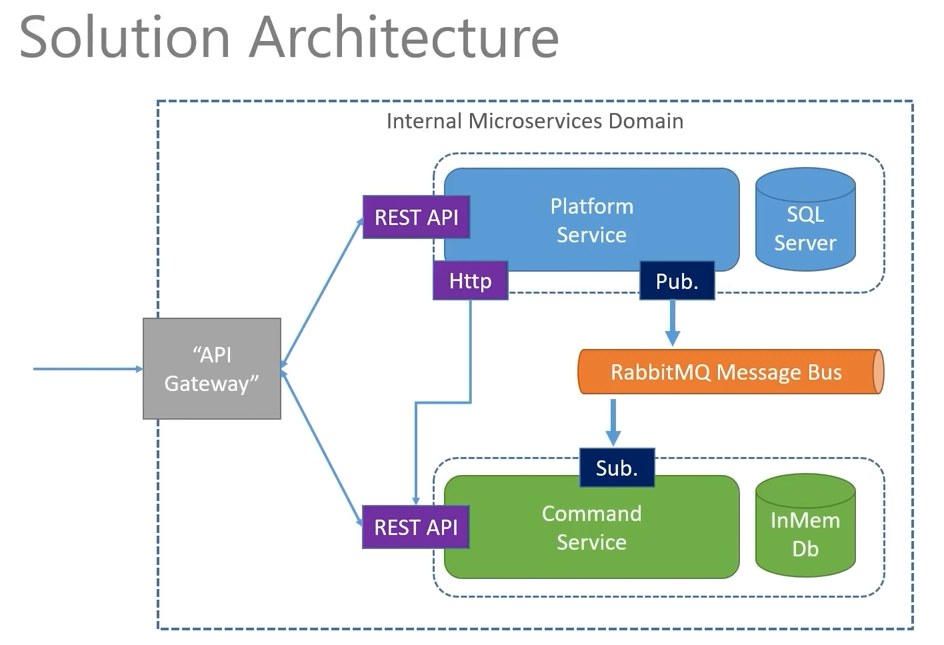 Solution Architecture
Internal Microservices Domain
REST API
Platform
Service
SQL
Server
Http
Pub.
“API
Gateway”
RabbitMQ Message Bus
Sub.
REST API
Command
Service
InMem
Db